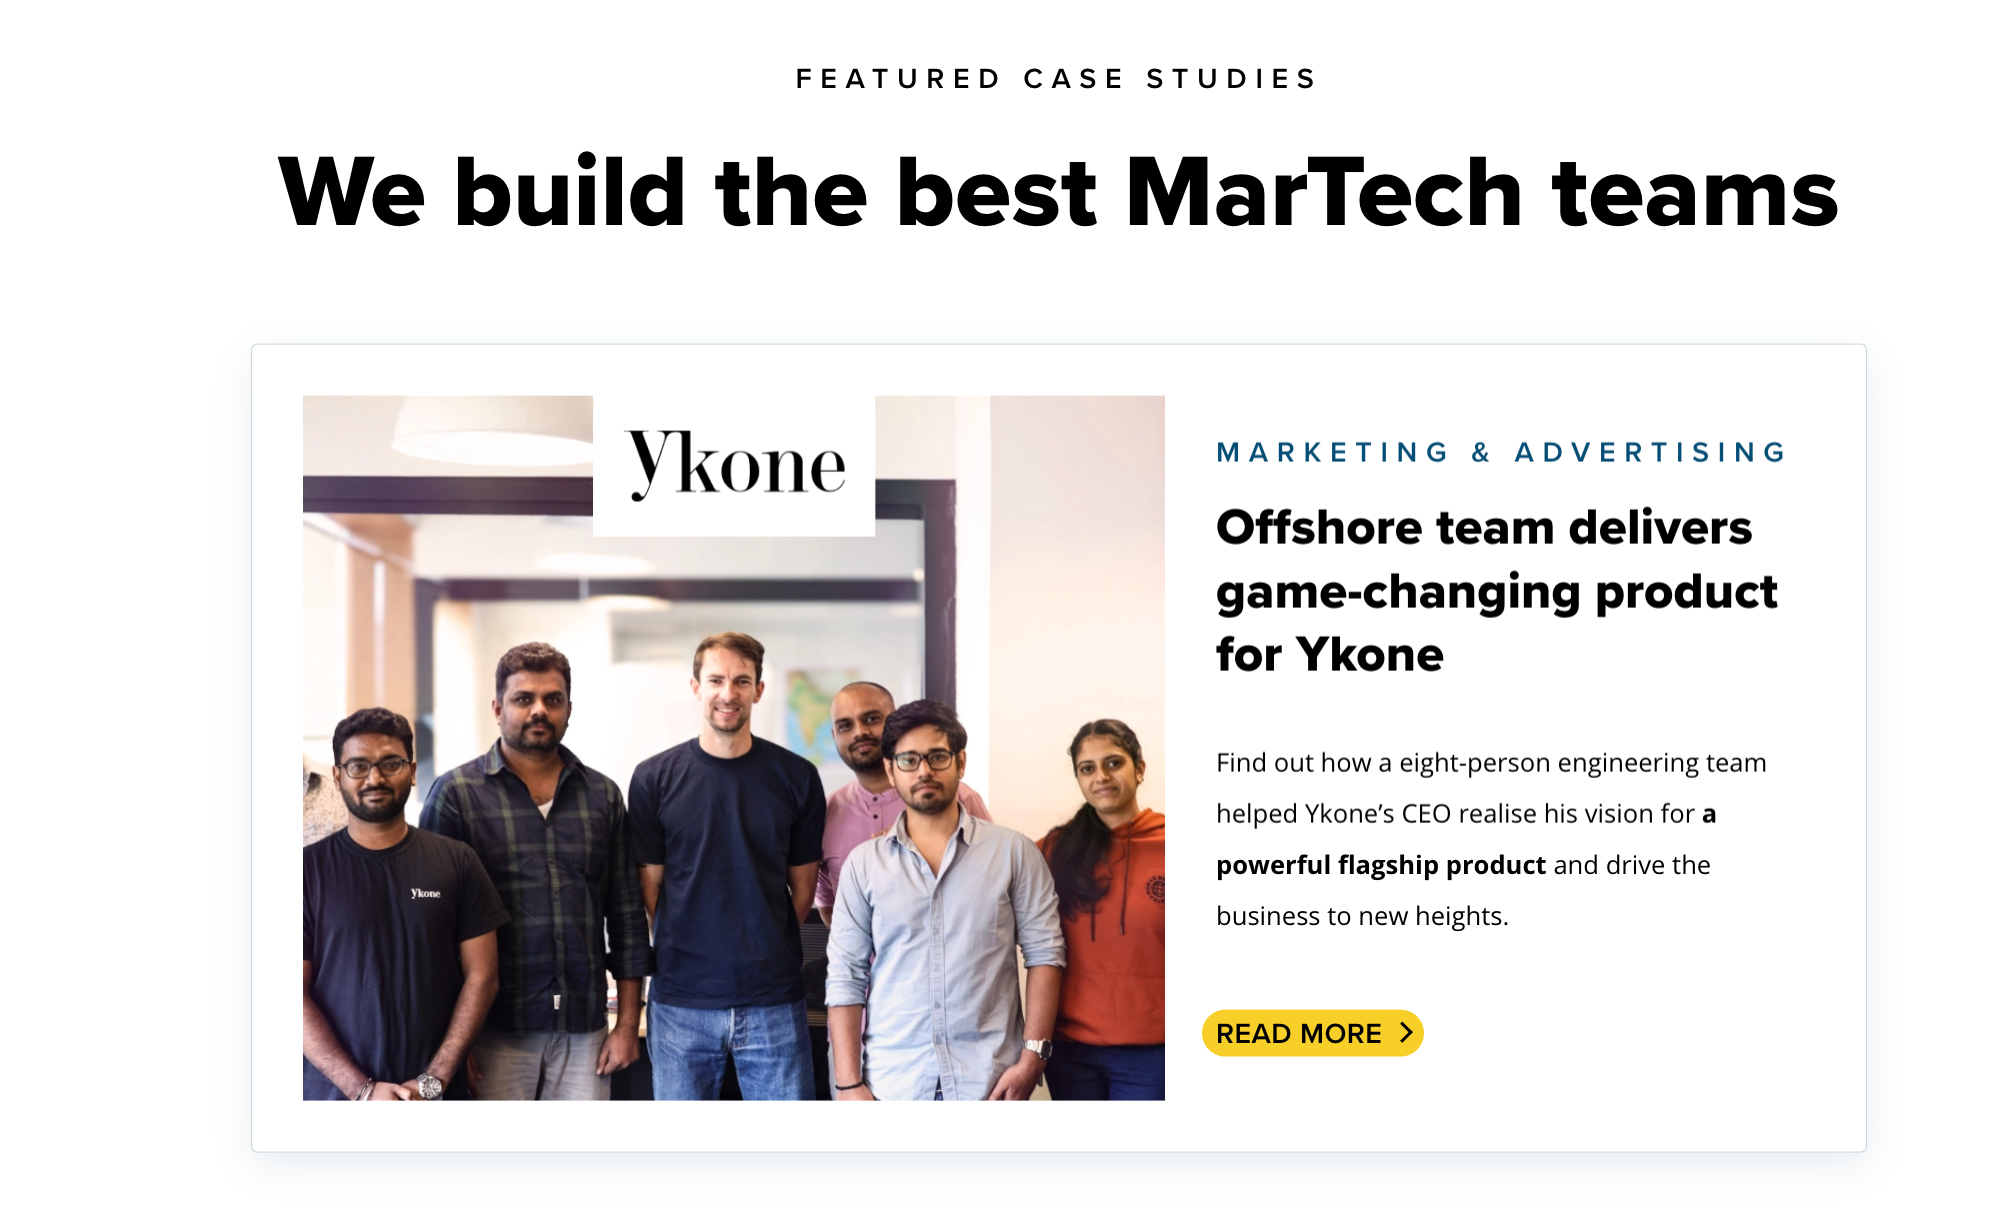 FEATURED CASE STUDIES
We build the best MarTech teams
ykone
MARKETING & ADVERTISING
Offshore team delivers
game-changing product
for Ykone
Find out how a eight-person engineering team
helped Ykone’s CEO realise his vision for a
powerful flagship product and drive the
business to new heights.
READ MORE
ykone